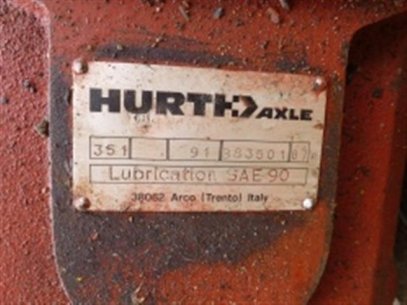 HURTH AXLE
351 91 383501 87
Lubrication SAE 90
38062 Arco (Trento) Italy